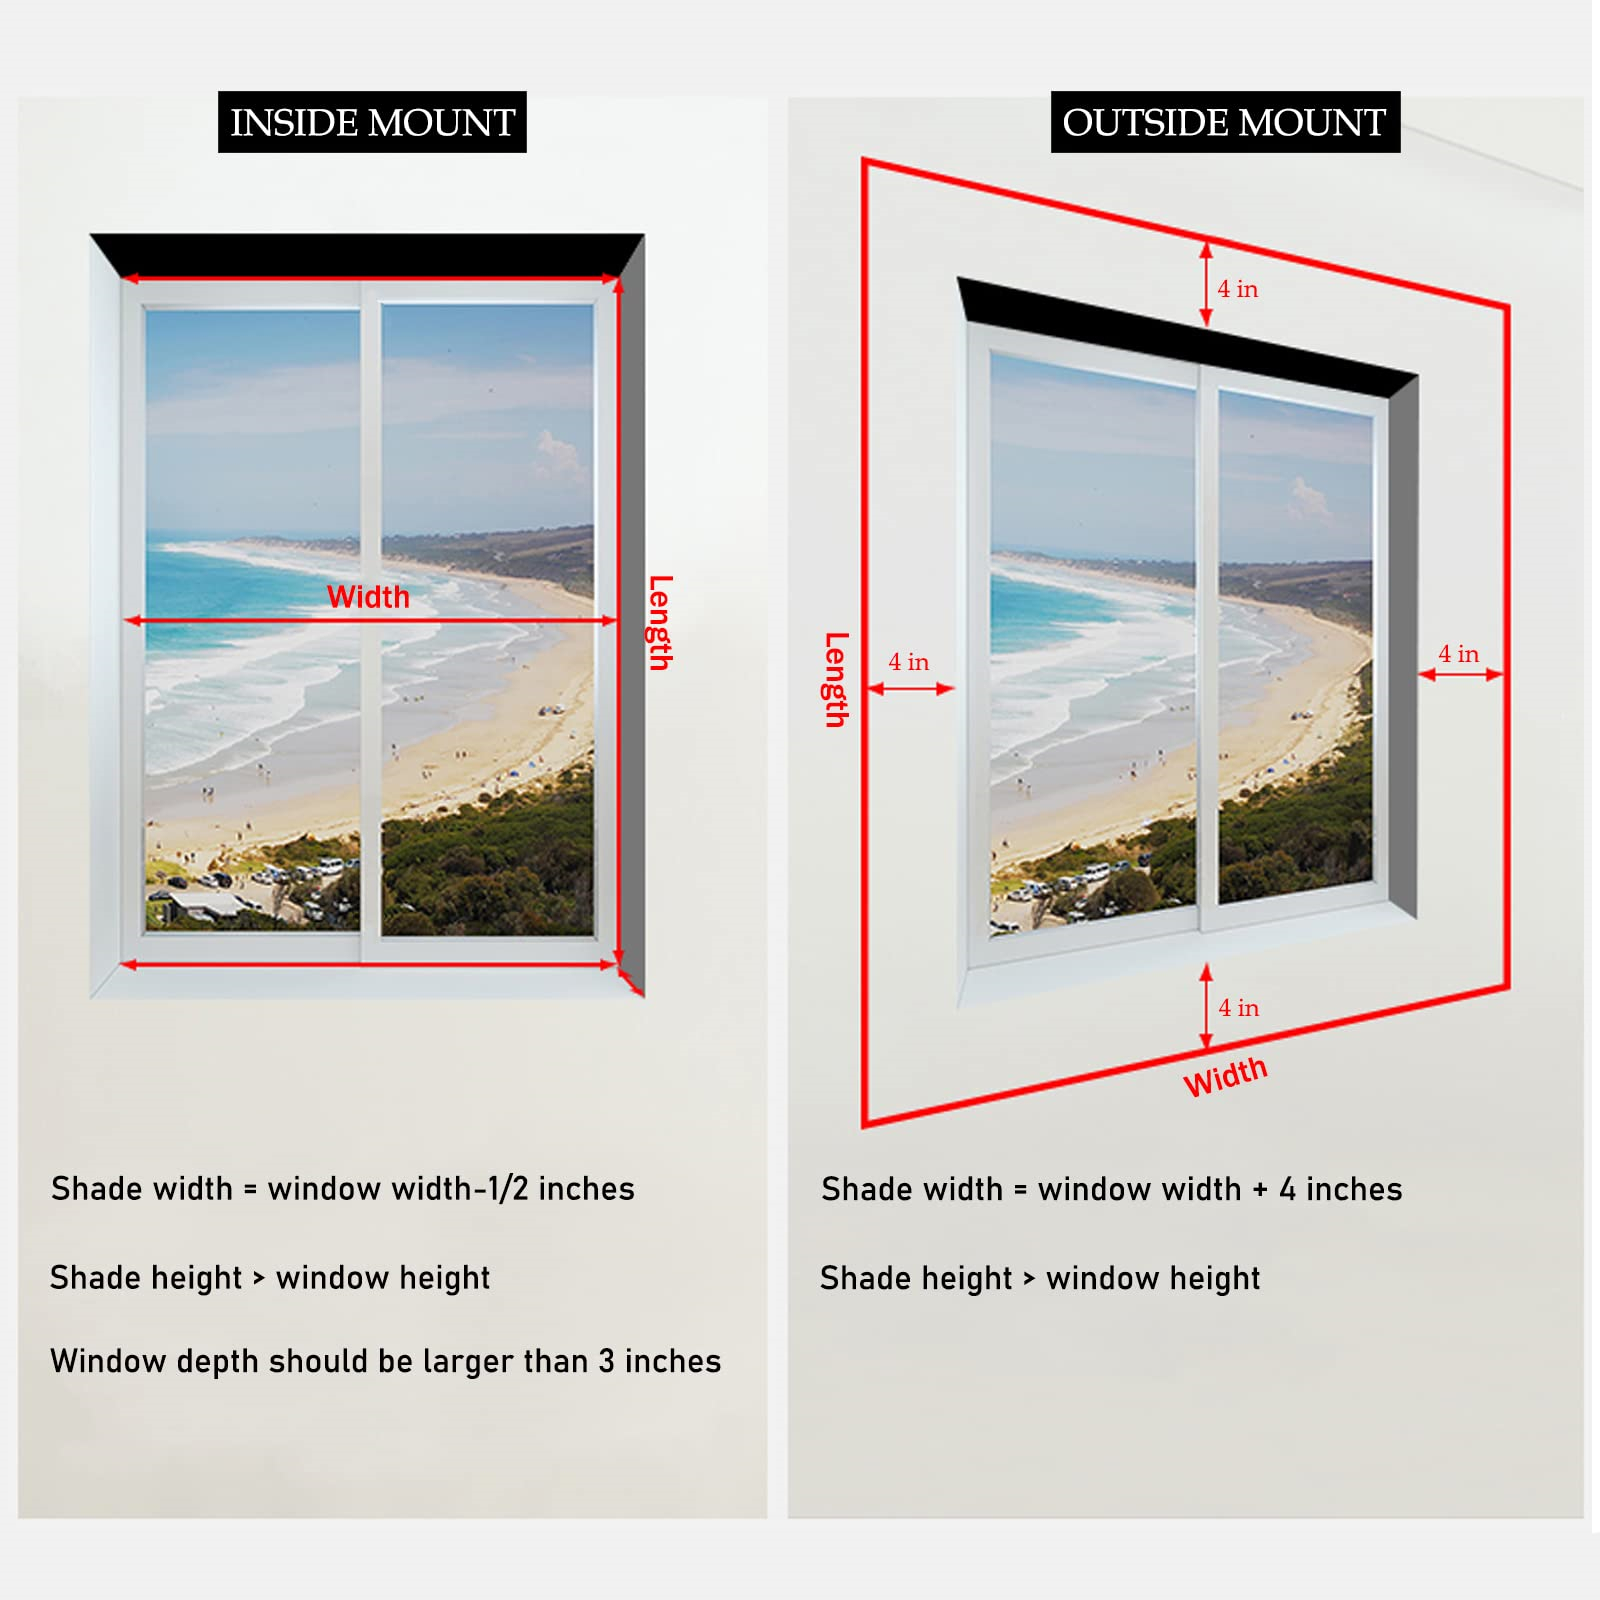 INSIDE MOUNT
Width
Length
Shade width = window width-1/2 inches
Shade height > window height
Window depth should be larger than 3 inches
OUTSIDE MOUNT
4 in
Length
4 in
4 in
4 in
Width
Shade width = window width + 4 inches
Shade height > window height